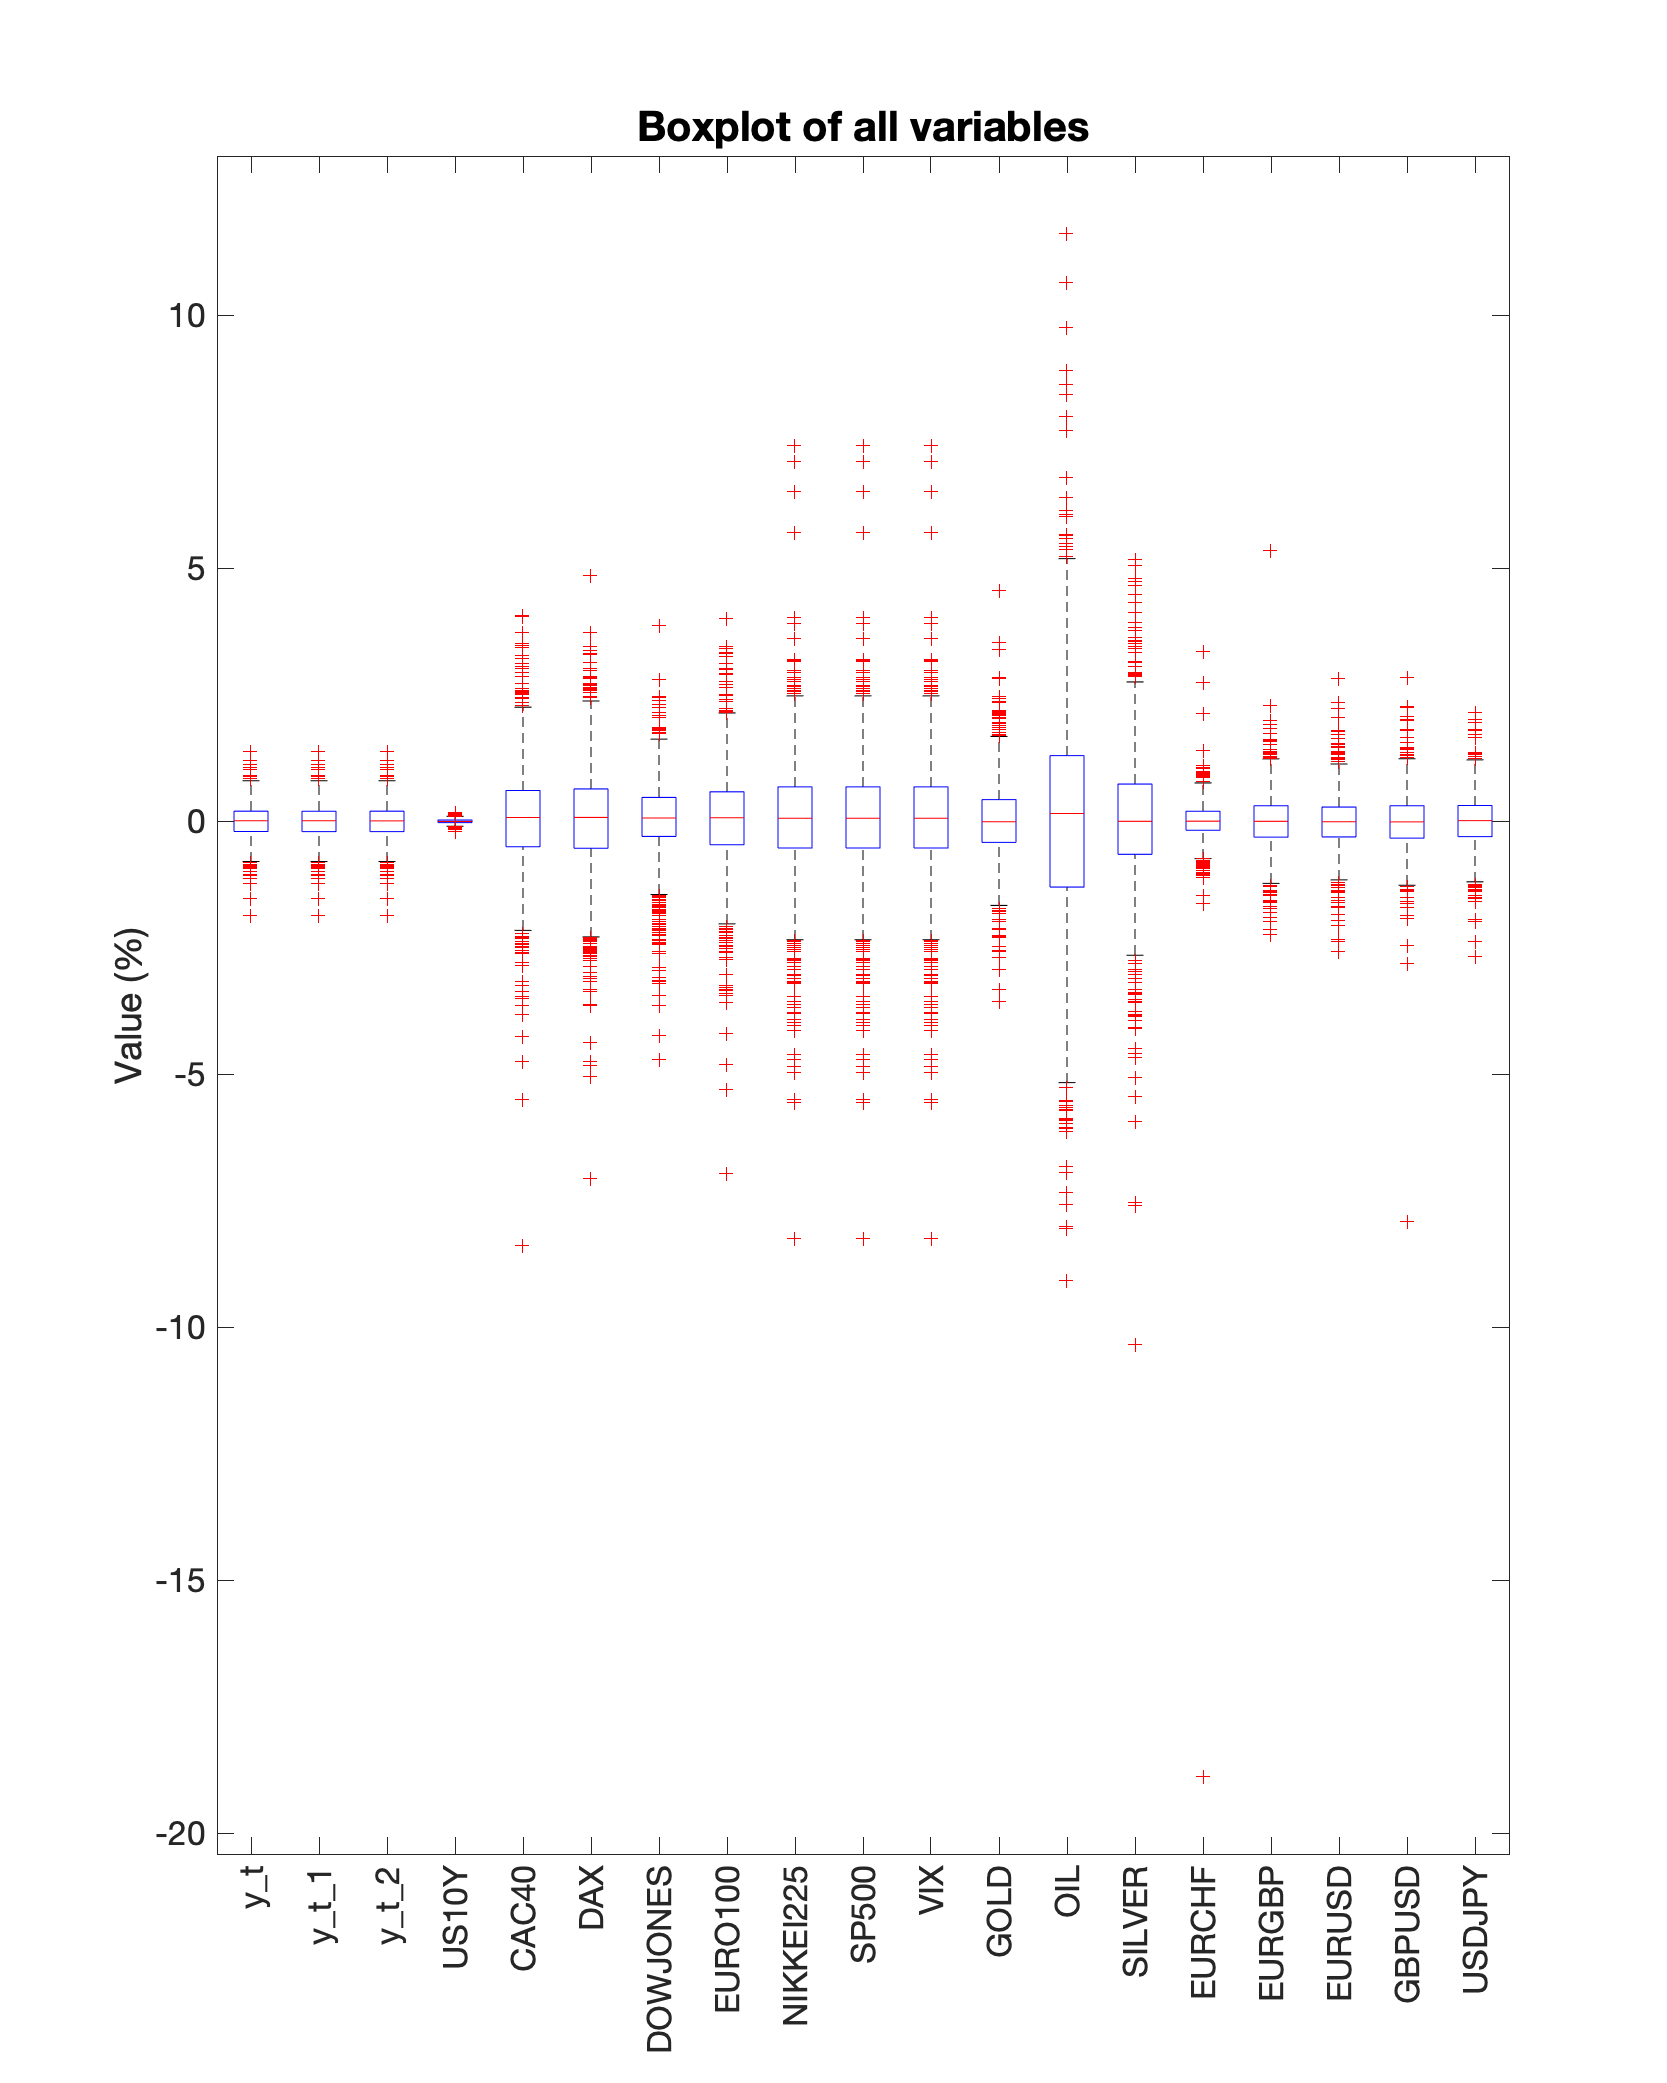 Boxplot of all variables
10
5
0
-5
-10
-15
-20
Value (%)
y_t
y_t_1
y_t_2
US10Y
CAC40
DAX
DOWJONES
EURO100
NIKKEI225
SP500
VIX
GOLD
OIL
SILVER
EURCHF
EURGBP
EURUSD
GBPUSD
USDJPY